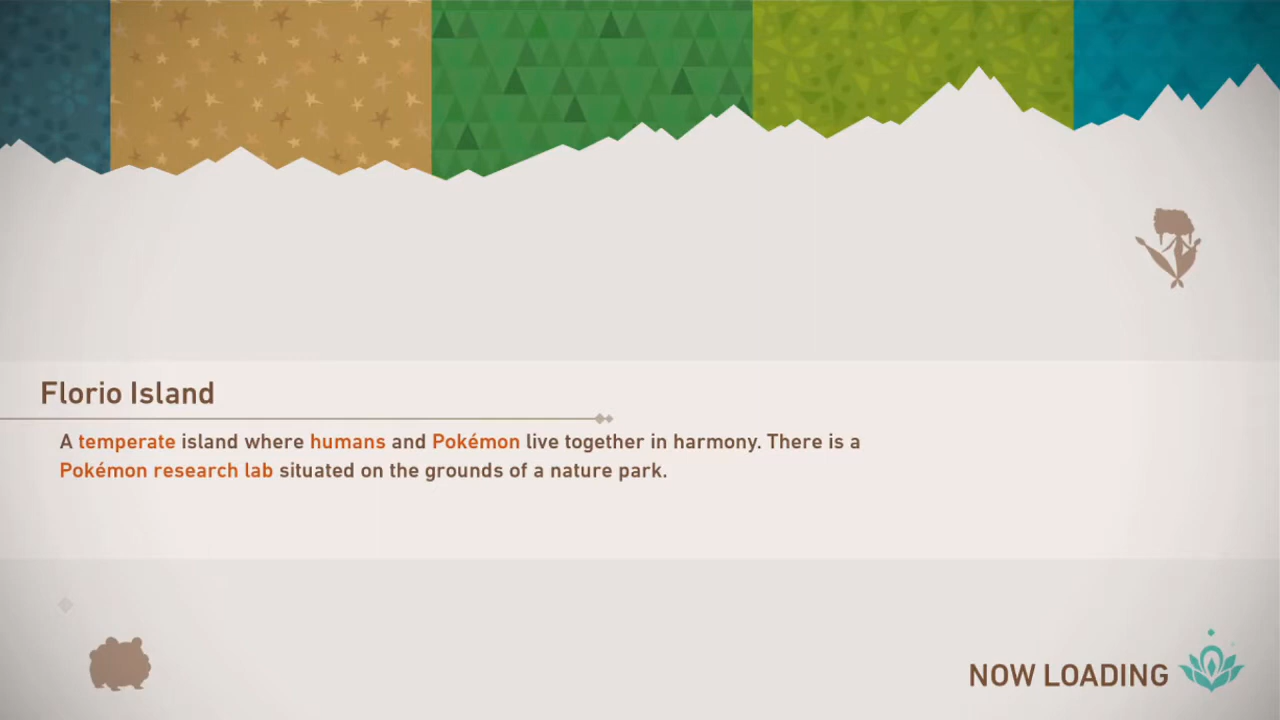 Florio Island
A temperate island where humans and Pokémon live together in harmony. There is a
Pokémon research lab situated on the grounds of a nature park.
NOW LOADING